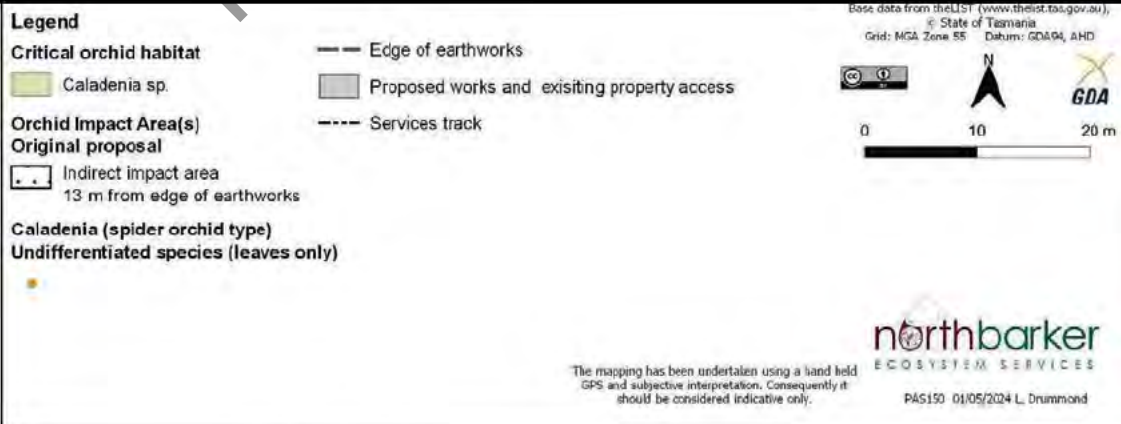 Legend
Critical orchid habitat
Caladenia sp.
Orchid Impact Area(s)
Original proposal
Indirect impact area
13 m from edge of earthworks
Caladenia (spider orchid type)
Undifferentiated species (leaves only)
Edge of earthworks
Proposed works and exisiting property access
Services track
Base data from theLIST (www.thelist.tas.gov.au),
© State of Tasmania
Grid: MGA Zone 55 Datum: GDA94, AHD
N
cc
BY
GDA
0 10 20 m
northbarker
ECOSYSTEM SERVICES
The mapping has been undertaken using a hand held
GPS and subjective interpretation. Consequently it
should be considered indicative only.
PAS150 01/05/2024 L. Drummond